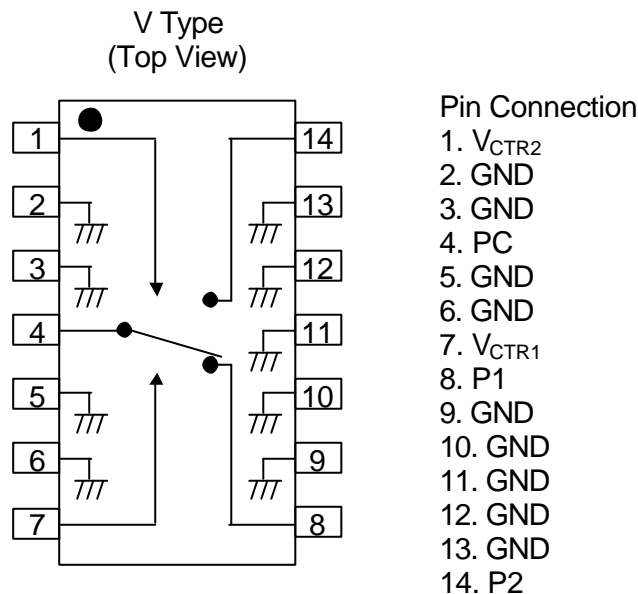 V Type
(Top View)
1
2
3
4
5
6
7
14
13
12
11
10
9
8
Pin Connection
1. VCTR2
2. GND
3. GND
4. PC
5. GND
6. GND
7. VCTR1
8. P1
9. GND
10. GND
11. GND
12. GND
13. GND
14. P2